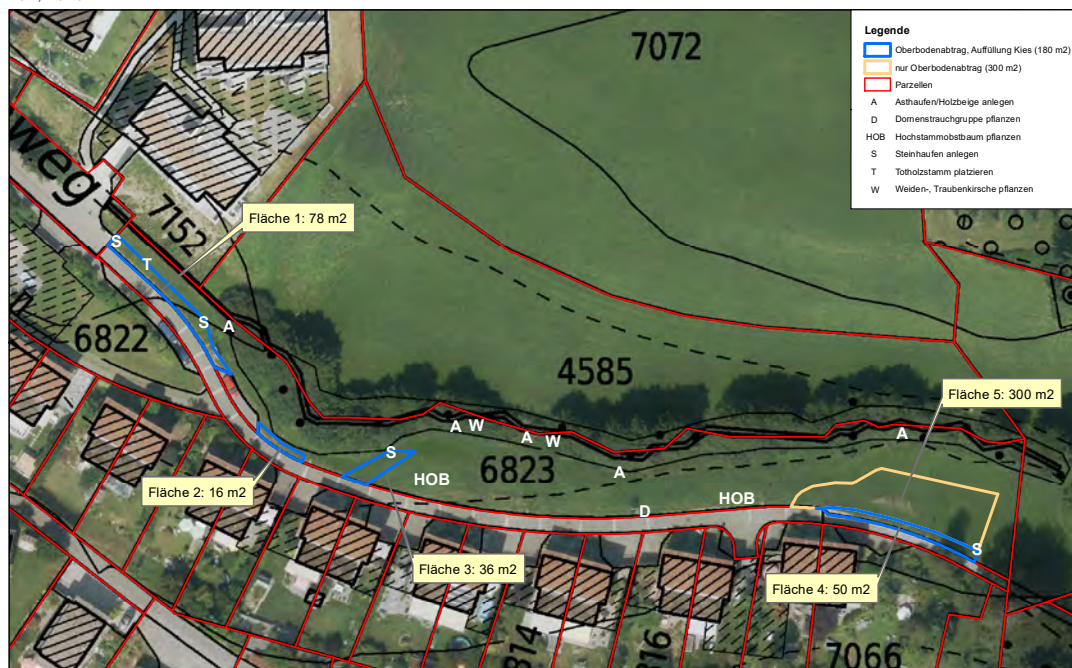 Legende
Oberbodenabtrag, Auffüllung Kies (180 m2)
nur Oberbodenabtrag (300 m2)
Parzellen
A Asthaufen/Holzbeige anlegen
D Dornenstrauchgruppe pflanzen
HOB Hochstammobstbaum pflanzen
S Steinhaufen anlegen
T Totholzstamm platzieren
W Weiden-, Traubenkirsche pflanzen
7072
weg
7152
Fläche 1: 78 m2
S
T
S
A
6822
4585
Fläche 5: 300 m2
A W
A W
A
S
6823
A
HOB
HOB
Fläche 2: 16 m2
D
S
Fläche 3: 36 m2
Fläche 4: 50 m2
814
816
7066